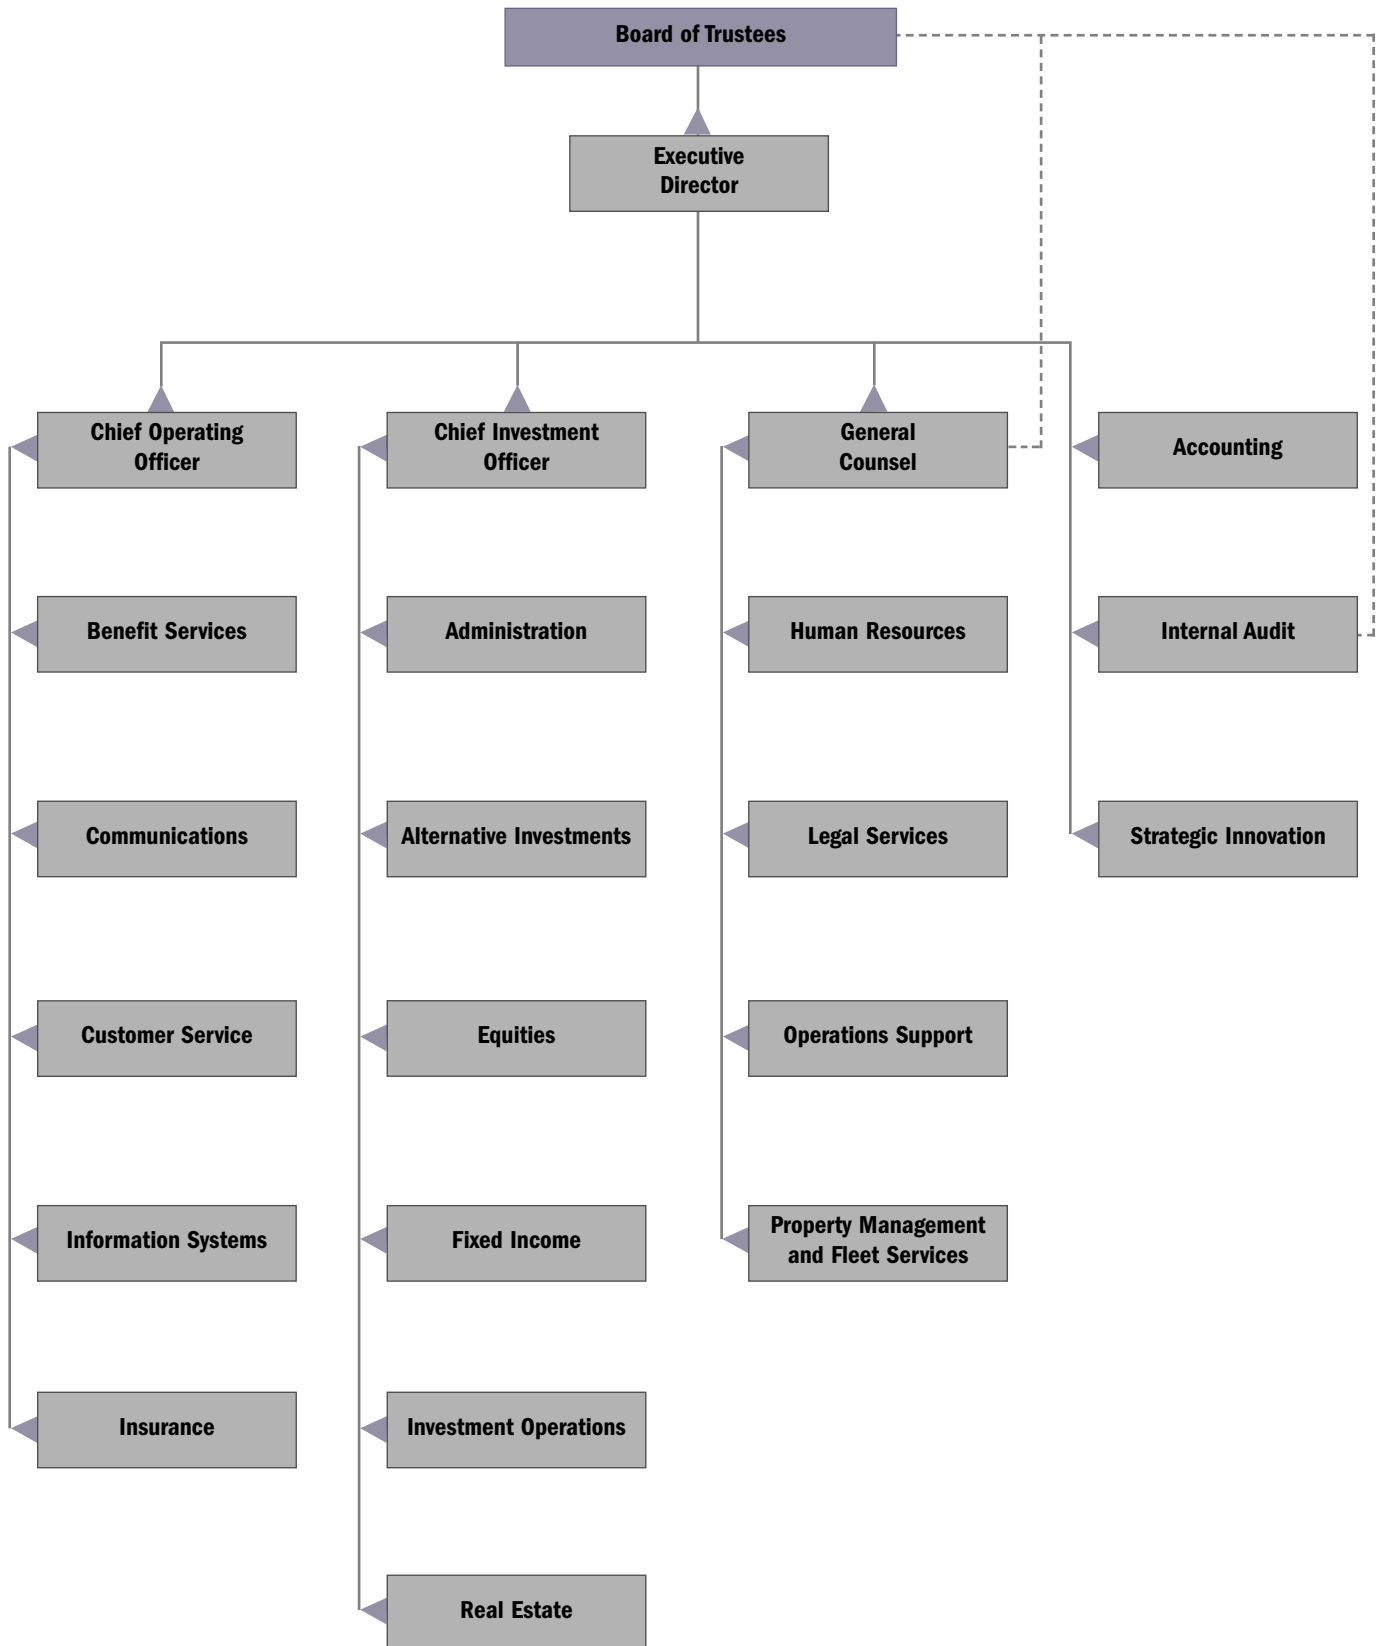 Board of Trustees
Executive
Director
Chief Operating
Officer
Chief Investment
Officer
General
Counsel
Accounting
Benefit Services
Administration
Human Resources
Internal Audit
Communications
Alternative Investments
Legal Services
Strategic Innovation
Customer Service
Equities
Operations Support
Information Systems
Fixed Income
Property Management
and Fleet Services
Insurance
Investment Operations
Real Estate